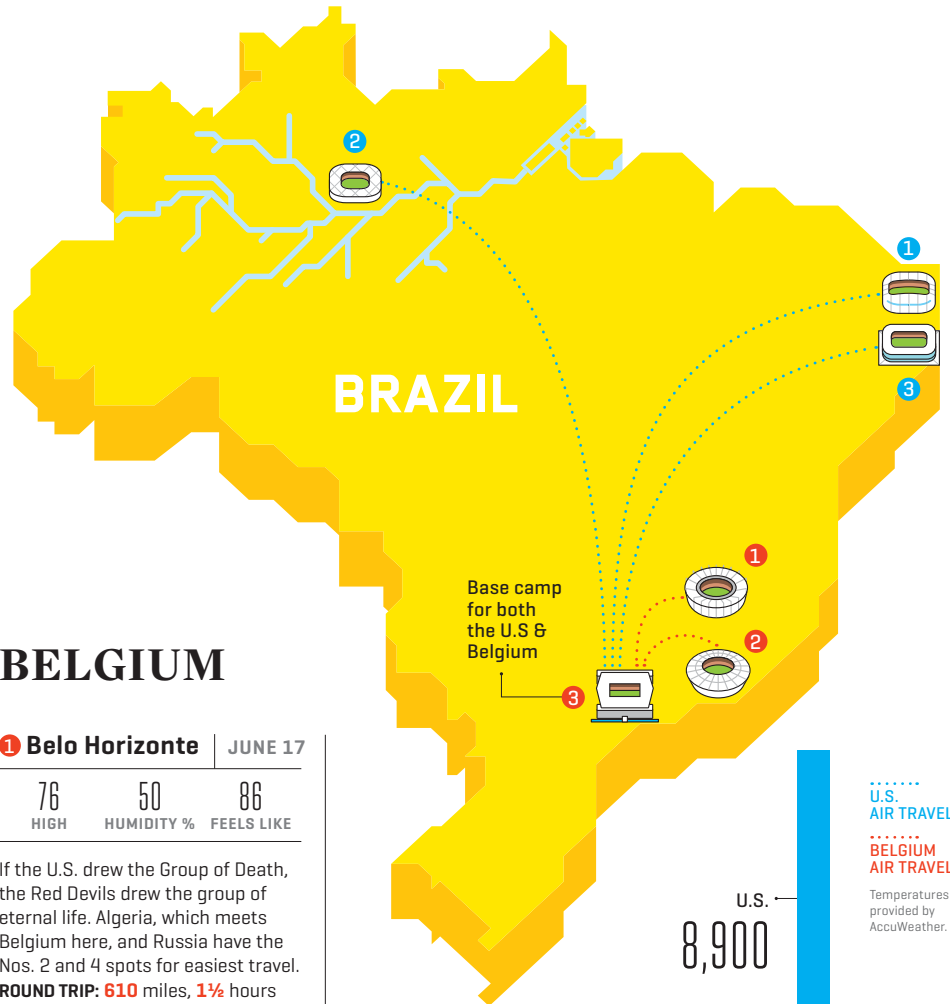 2
1
3
BRAZIL
1
Base camp
for both
the U.S &
Belgium
2
3
BELGIUM
1 Belo Horizonte JUNE 17
76 50 86
HIGH HUMIDITY % FEELS LIKE
If the U.S. drew the Group of Death,
the Red Devils drew the group of
eternal life. Algeria, which meets
Belgium here, and Russia have the
Nos. 2 and 4 spots for easiest travel.
ROUND TRIP: 610 miles, 1½ hours
U.S.
8,900
U.S.
AIR TRAVEL
BELGIUM
AIR TRAVEL
Temperatures
provided by
AccuWeather.